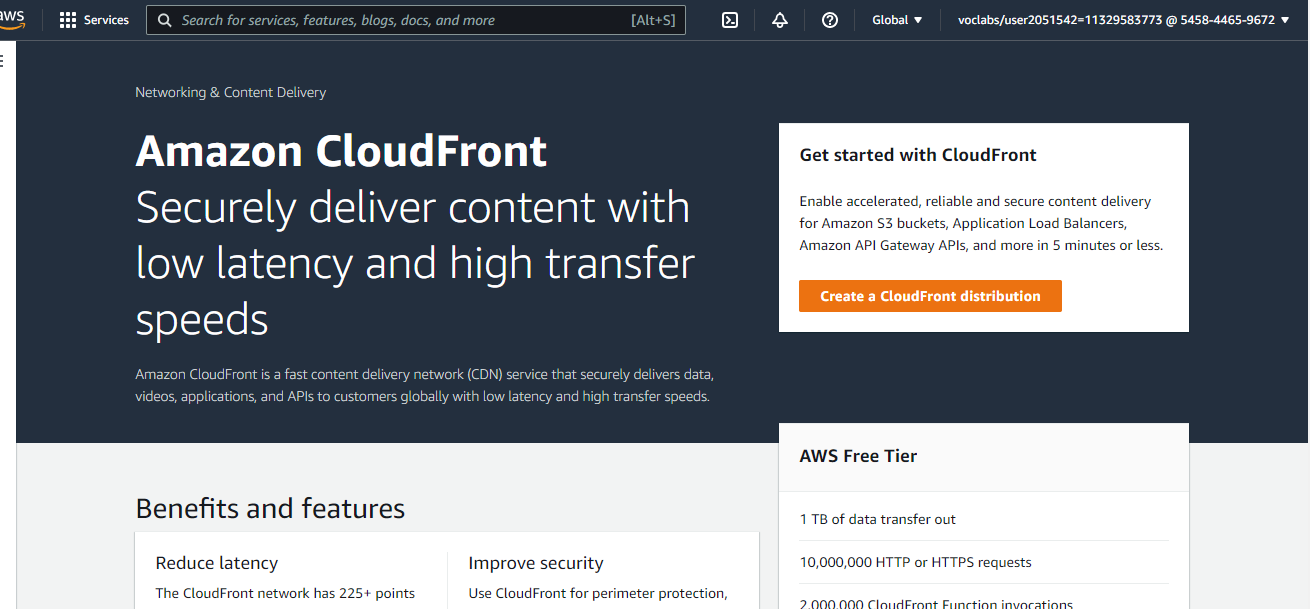 aws
Services
Search for services, features, blogs, docs, and more
[Alt+S]
Global
voclabs/user2051542=11329583773 @ 5458-4465-9672
Networking & Content Delivery
Amazon CloudFront
Securely deliver content with
low latency and high transfer
speeds
Amazon CloudFront is a fast content delivery network (CDN) service that securely delivers data,
videos, applications, and APIs to customers globally with low latency and high transfer speeds.
Get started with CloudFront
Enable accelerated, reliable and secure content delivery
for Amazon S3 buckets, Application Load Balancers,
Amazon API Gateway APIs, and more in 5 minutes or less.
Create a CloudFront distribution
AWS Free Tier
1 TB of data transfer out
10,000,000 HTTP or HTTPS requests
2,000,000 CloudFront Function invocations
Benefits and features
Reduce latency
The CloudFront network has 225+ points
Improve security
Use CloudFront for perimeter protection,